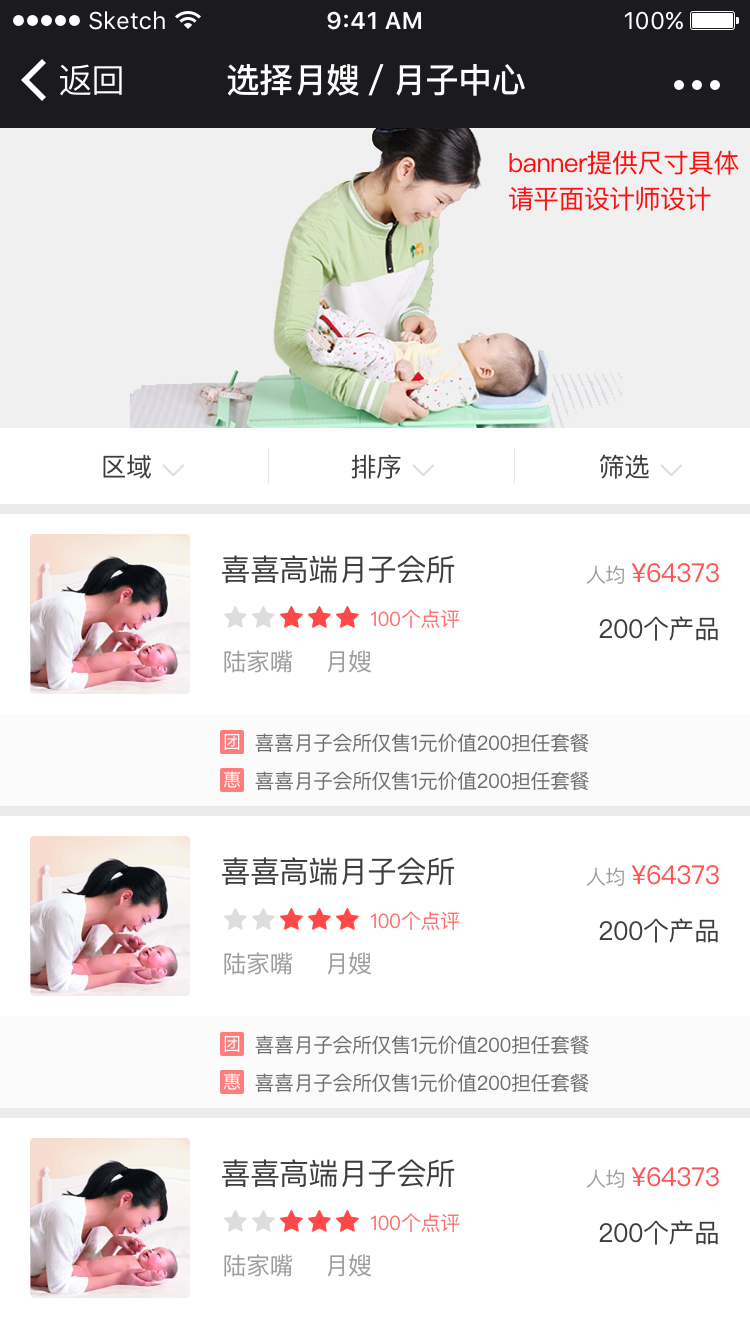 Sketch 9:41 AM 100%
返回 选择月嫂 / 月子中心
banner提供尺寸具体
请平面设计师设计
区域 排序 筛选
喜喜高端月子会所 人均 ¥64373
100个点评 200个产品
陆家嘴 月嫂
团 喜喜月子会所仅售1元价值200担任套餐
惠 喜喜月子会所仅售1元价值200担任套餐
喜喜高端月子会所 人均 ¥64373
100个点评 200个产品
陆家嘴 月嫂
团 喜喜月子会所仅售1元价值200担任套餐
惠 喜喜月子会所仅售1元价值200担任套餐
喜喜高端月子会所 人均 ¥64373
100个点评 200个产品
陆家嘴 月嫂